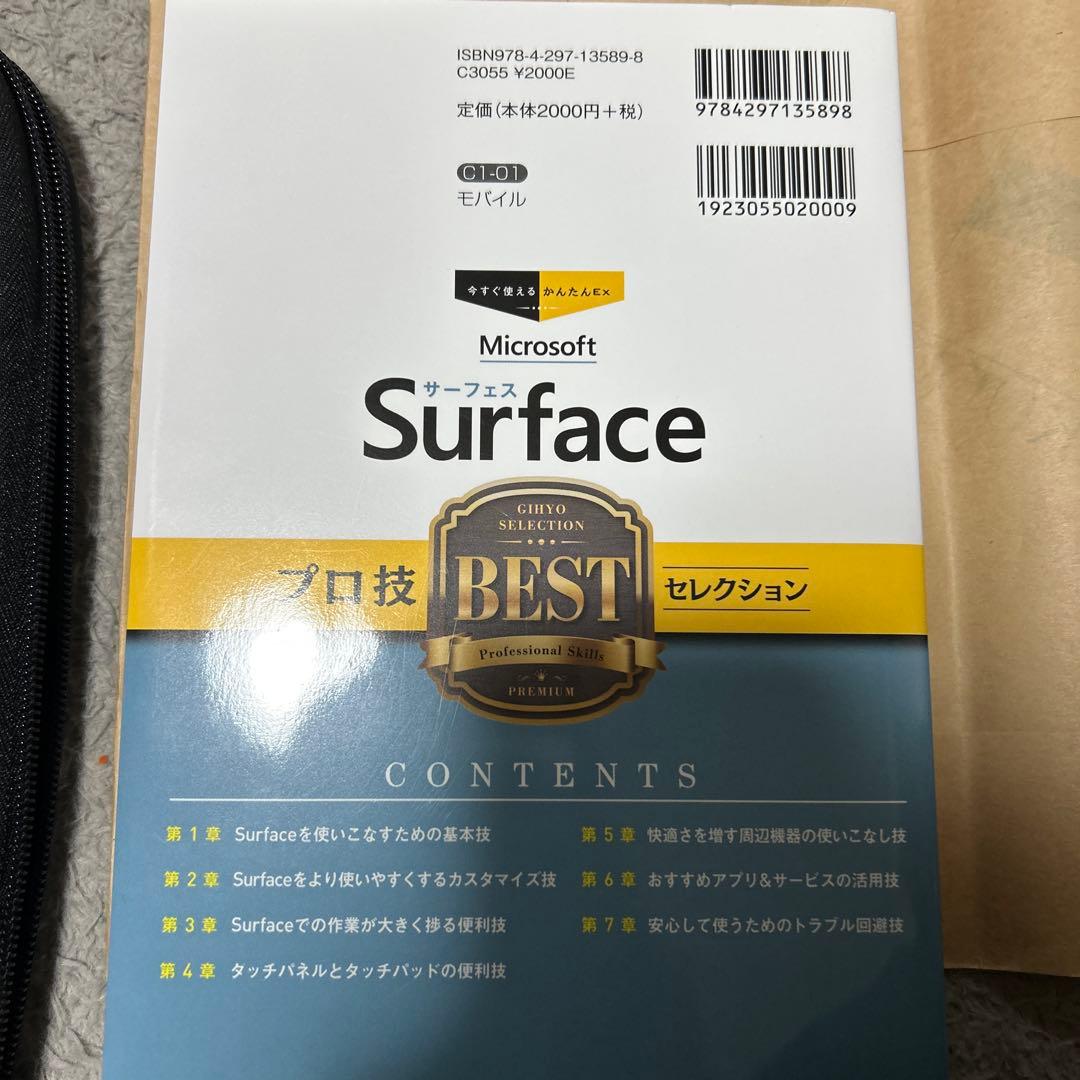 ISBN978-4-297-13589-8
C3055 ¥2000E
定価(本体2000円+税)
9784297135898
C1-01
モバイル
1923055020009
今すぐ使えるかんたんEx
Microsoft
サーフェス
Surface
GIHYO
SELECTION
プロ技 BEST セレクション
Professional Skills
PREMIUM
CONTENTS
第1章 Surfaceを使いこなすための基本技
第2章 Surfaceをより使いやすくするカスタマイズ技
第3章 Surfaceでの作業が大きく捗る便利技
第4章 タッチパネルとタッチパッドの便利技
第5章 快適さを増す周辺機器の使いこなし技
第6章 おすすめアプリ&サービスの活用技
第7章 安心して使うためのトラブル回避技